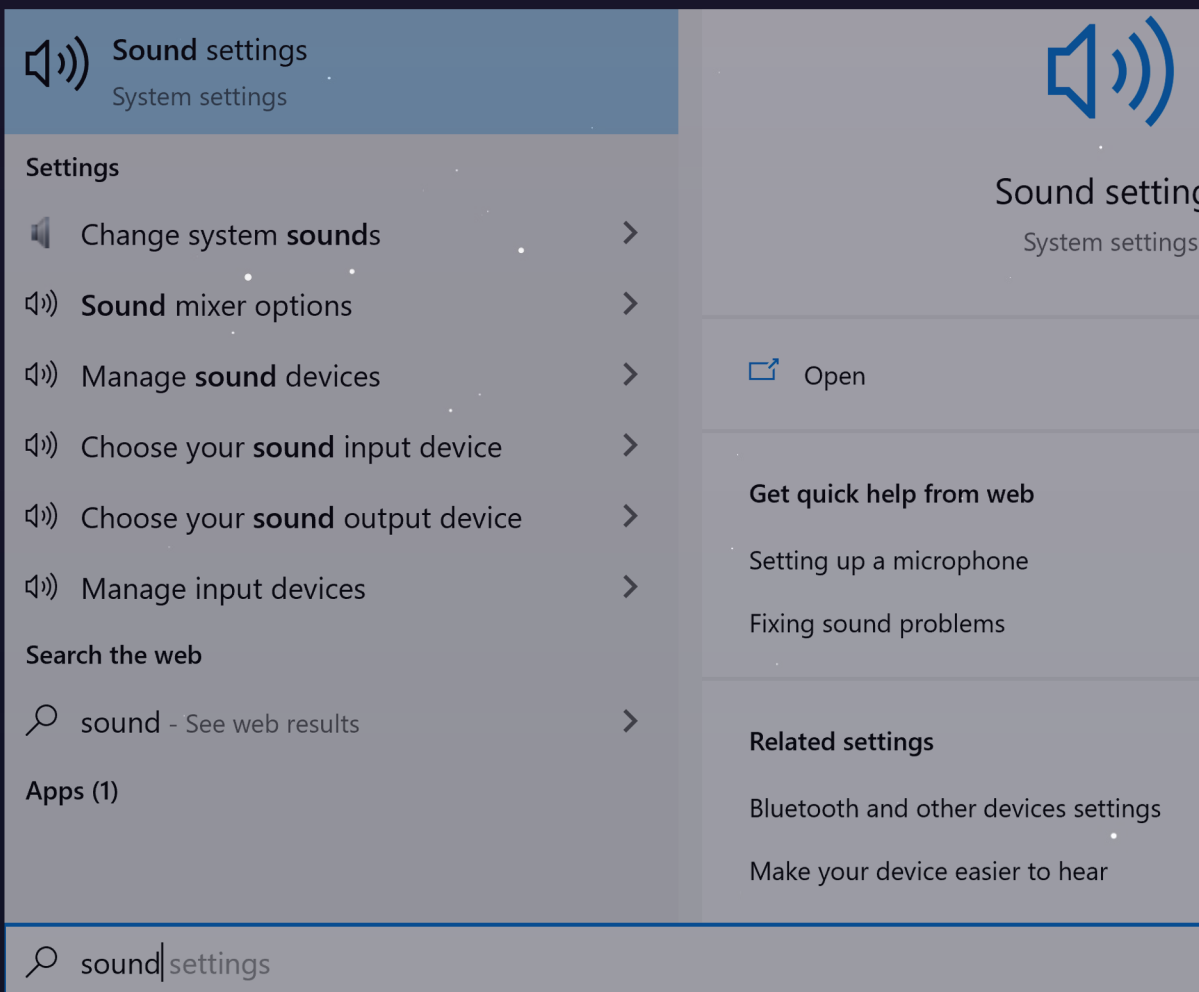 Sound settings
System settings
Settings
Change system sounds
Sound mixer options
Manage sound devices
Choose your sound input device
Choose your sound output device
Manage input devices
Search the web
sound - See web results
Apps (1)
sound settings
Sound setting
System settings
Open
Get quick help from web
Setting up a microphone
Fixing sound problems
Related settings
Bluetooth and other devices settings
Make your device easier to hear